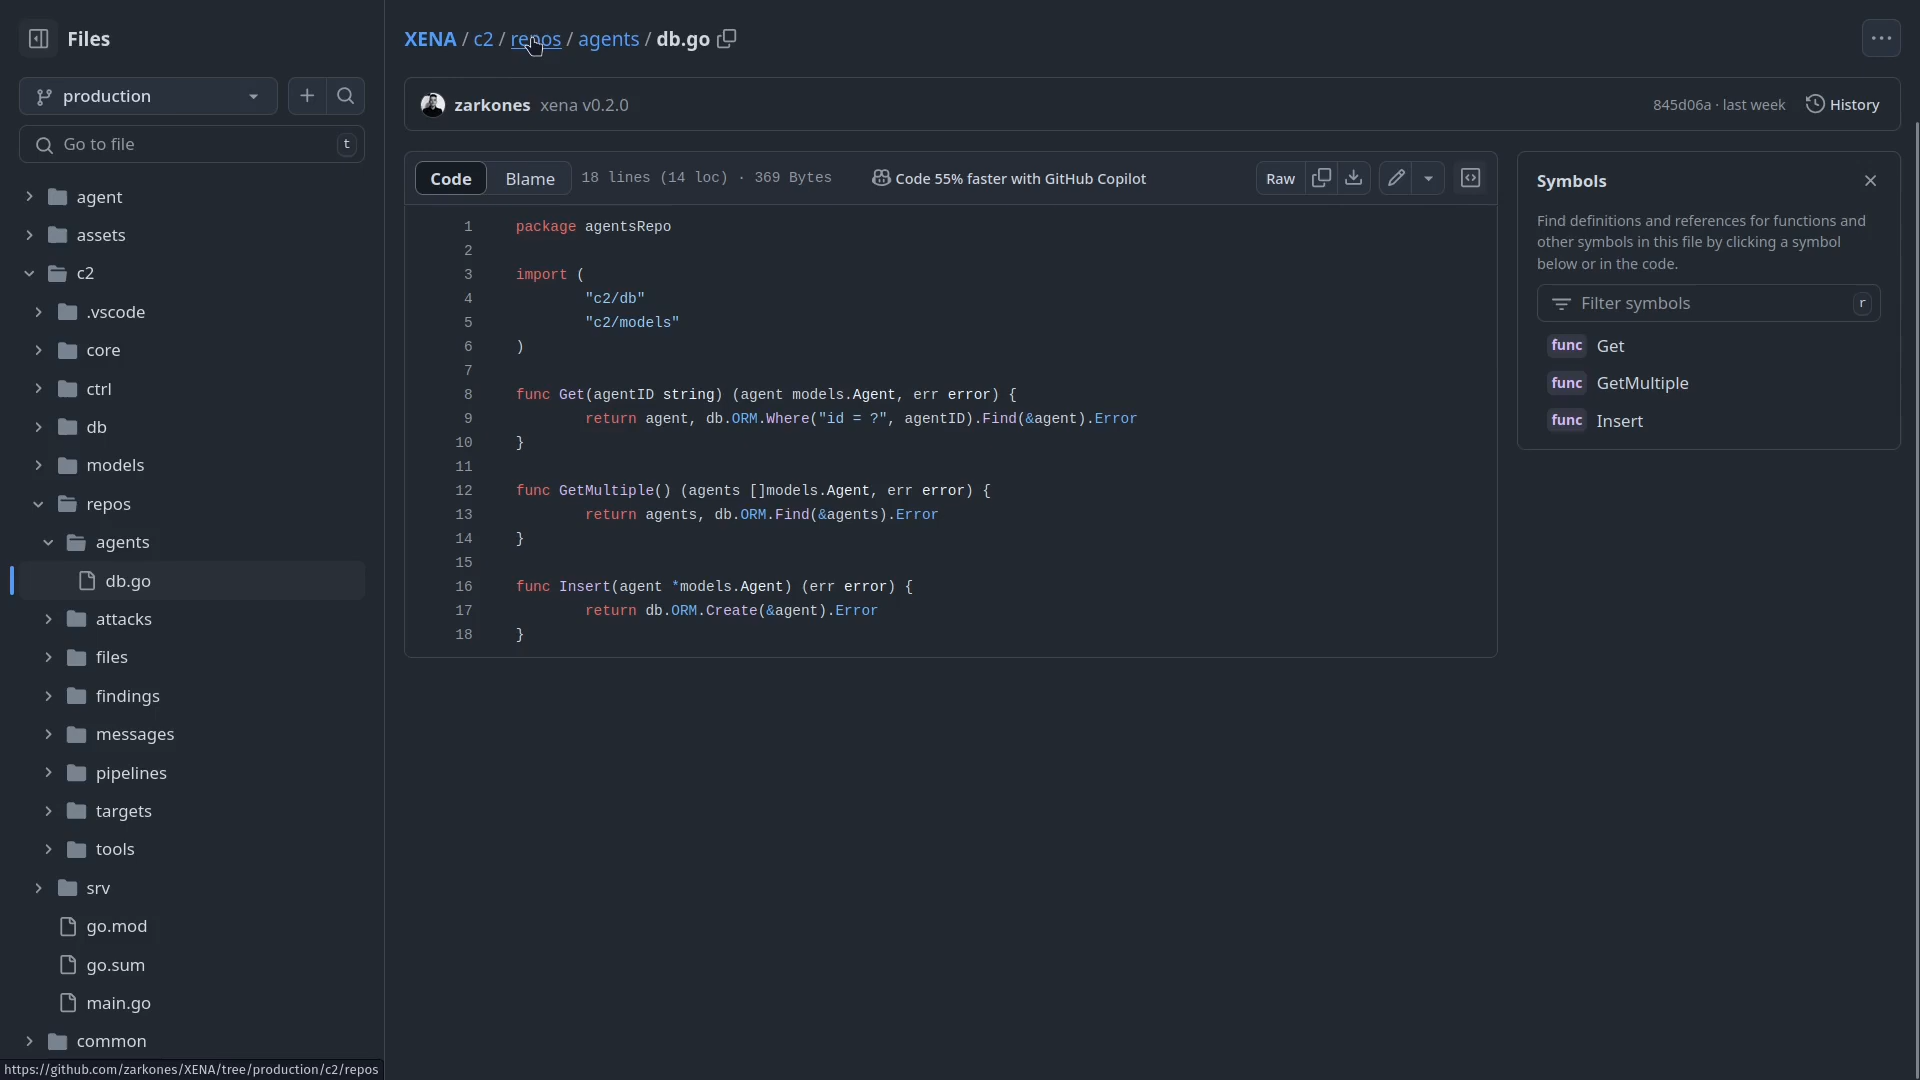 Files
production
Go to file
t
agent
assets
c2
.vscode
core
ctrl
db
models
repos
agents
db.go
attacks
files
findings
messages
pipelines
targets
tools
srv
go.mod
go.sum
main.go
common
https://github.com/zarkones/XENA/tree/production/c2/repos
XENA / c2 / repos / agents / db.go
zarkones xena v0.2.0
845d06a · last week
History
Code
Blame
18 lines (14 loc) · 369 Bytes
Code 55% faster with GitHub Copilot
Raw
1 package agentsRepo
2
3 import (
4 "c2/db"
5 "c2/models"
6 )
7
8 func Get(agentID string) (agent models.Agent, err error) {
9 return agent, db.ORM.Where("id = ?", agentID).Find(&agent).Error
10 }
11
12 func GetMultiple() (agents []models.Agent, err error) {
13 return agents, db.ORM.Find(&agents).Error
14 }
15
16 func Insert(agent *models.Agent) (err error) {
17 return db.ORM.Create(&agent).Error
18 }
Symbols
Find definitions and references for functions and
other symbols in this file by clicking a symbol
below or in the code.
Filter symbols
r
func Get
func GetMultiple
func Insert